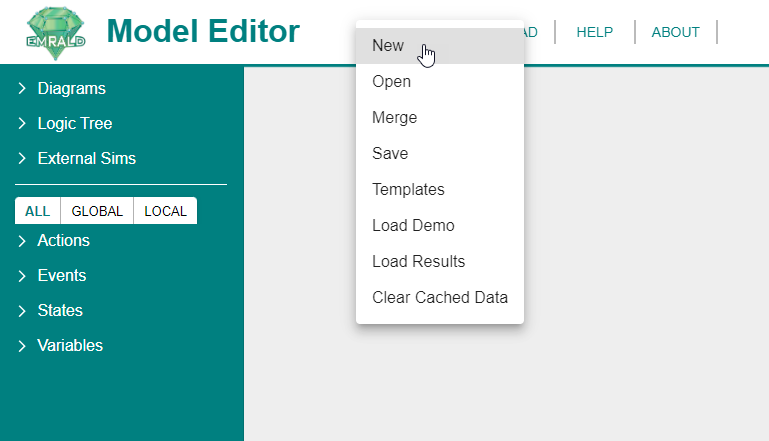 EMRALD
Model Editor
AD
HELP
ABOUT
New
Open
Merge
Save
Templates
Load Demo
Load Results
Clear Cached Data
Diagrams
Logic Tree
External Sims
ALL GLOBAL LOCAL
Actions
Events
States
Variables